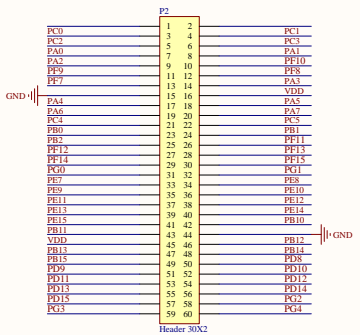 P2
1 2
PC0 3 4 PC1
PC2 5 6 PC3
PA0 7 8 PA1
PA2 9 10 PF10
PF9 11 12 PF8
PF7 13 14 PA3
GND 15 16 VDD
PA4 17 18 PA5
PA6 19 20 PA7
PC4 21 22 PC5
PB0 23 24 PB1
PB2 25 26 PF11
PF12 27 28 PF13
PF14 29 30 PF15
PG0 31 32 PG1
PE7 33 34 PE8
PE9 35 36 PE10
PE11 37 38 PE12
PE13 39 40 PE14
PE15 41 42 PB10
PB11 43 44 GND
VDD 45 46 PB12
PB13 47 48 PB14
PB15 49 50 PD8
PD9 51 52 PD10
PD11 53 54 PD12
PD13 55 56 PD14
PD15 57 58 PG2
PG3 59 60 PG4
Header 30X2